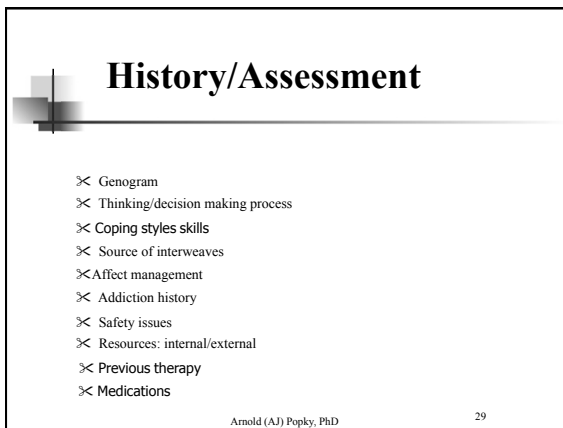 History/Assessment
✂ Genogram
✂ Thinking/decision making process
✂ Coping styles skills
✂ Source of interweaves
✂Affect management
✂ Addiction history
✂ Safety issues
✂ Resources: internal/external
✂ Previous therapy
✂ Medications
Arnold (AJ) Popky, PhD
29